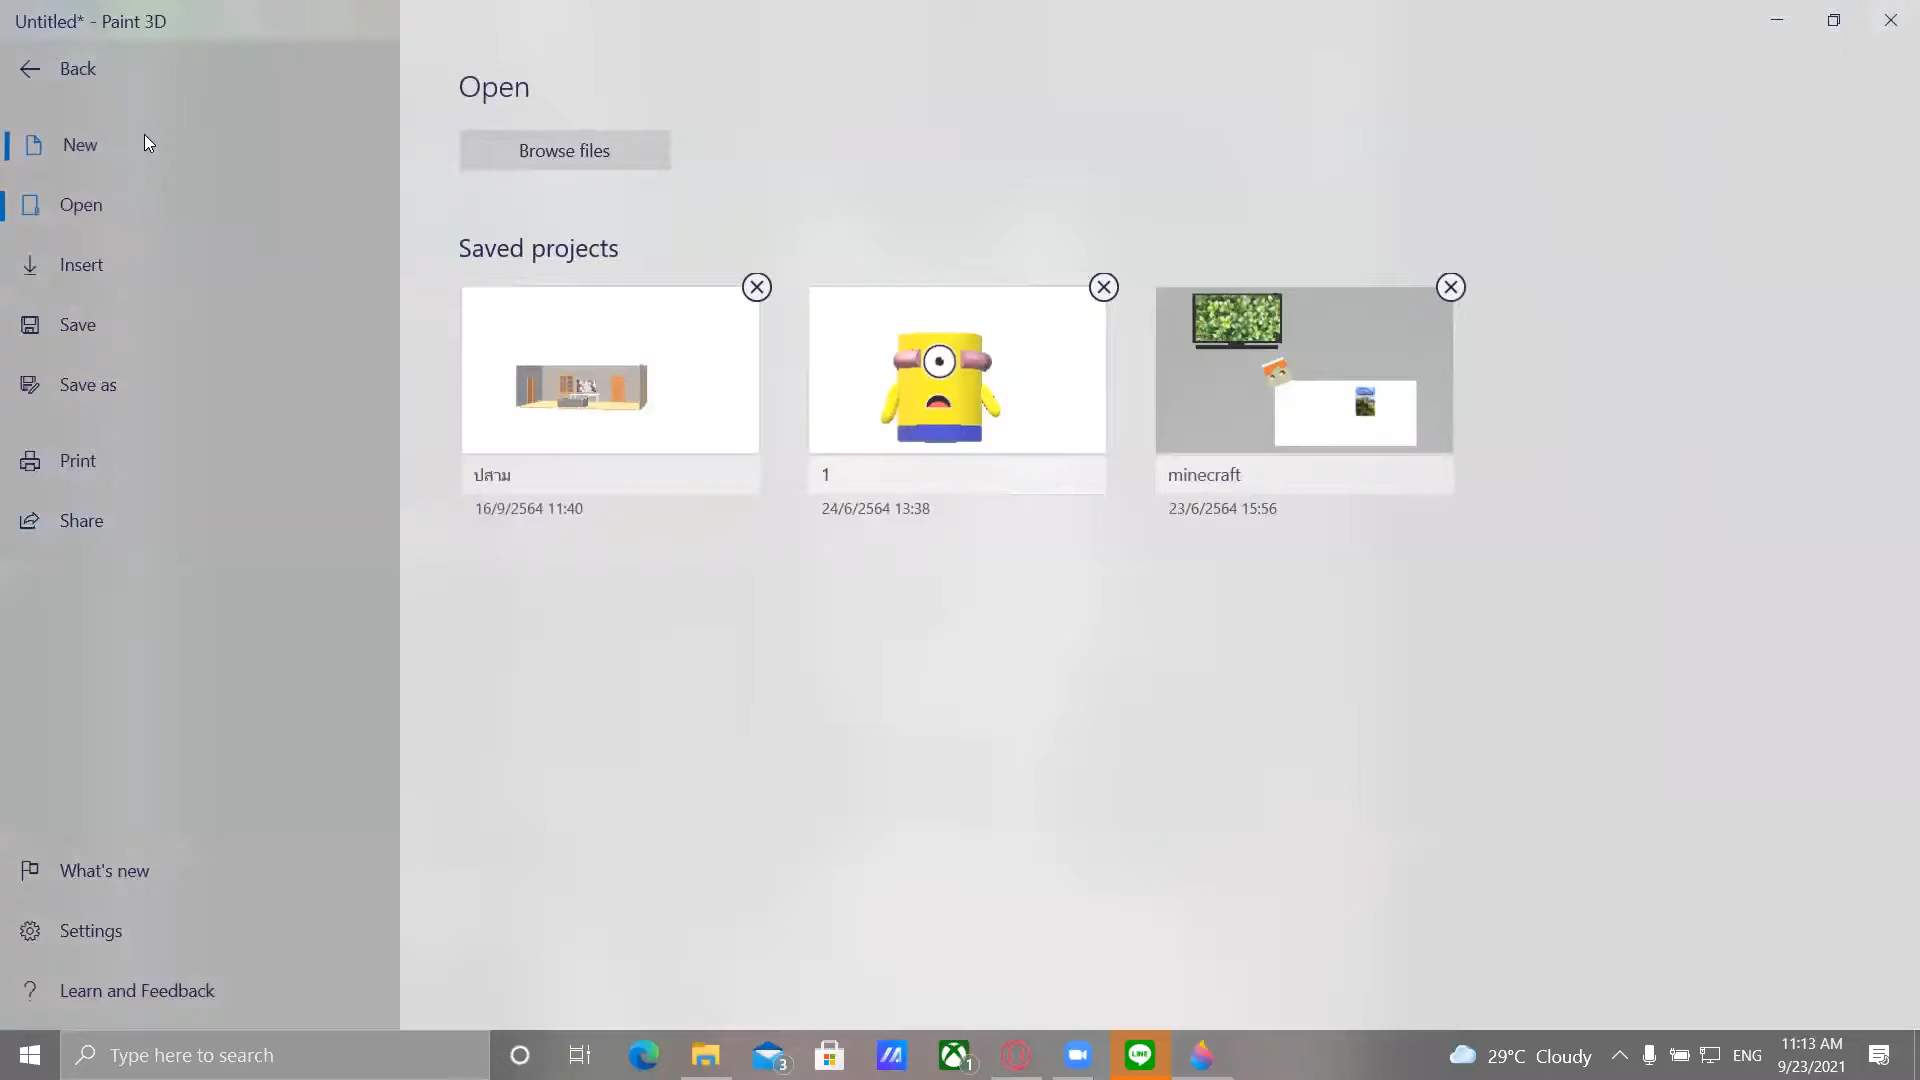 Untitled* - Paint 3D
Back
New
Open
Insert
Save
Save as
Print
Share
What's new
Settings
Learn and Feedback
Open
Browse files
Saved projects
ปสาม
16/9/2564 11:40
1
24/6/2564 13:38
minecraft
23/6/2564 15:56
Type here to search
3
1
LINE
29°C Cloudy
ENG
11:13 AM
9/23/2021